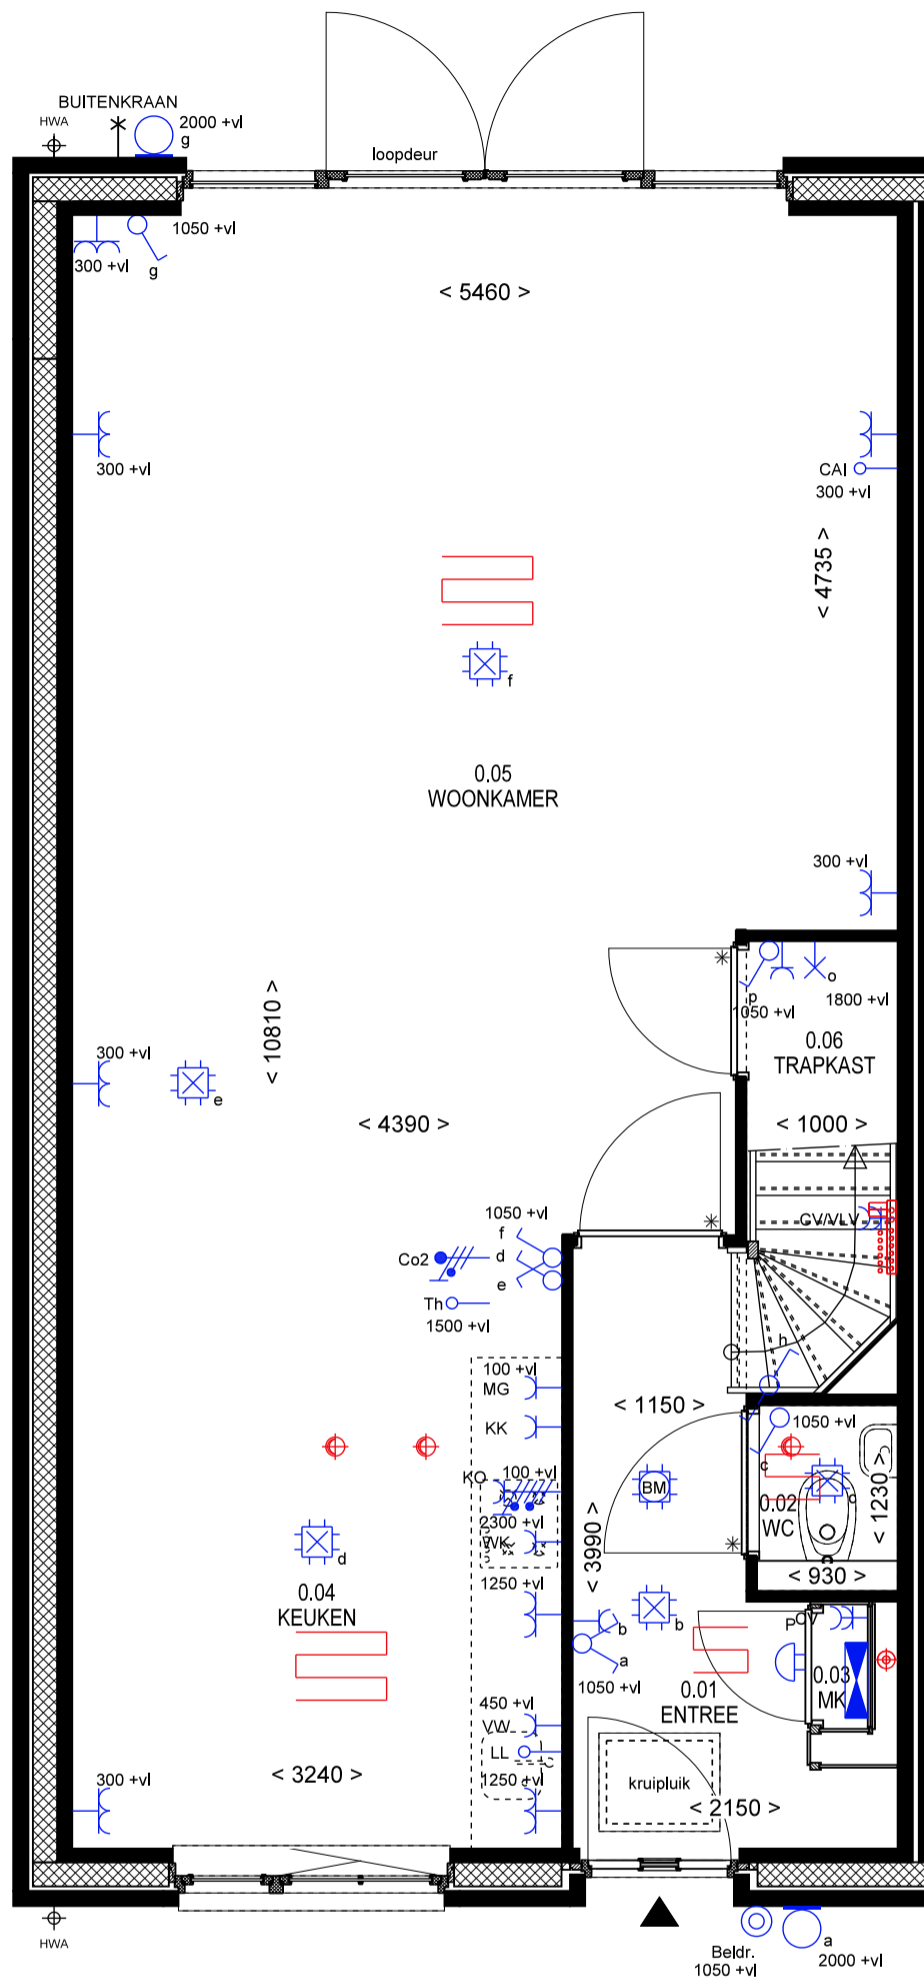 BUITENKRAAN
HWA
2000 +vl
g
loopdeur
1050 +vl
300 +vl
g
< 5460 >
300 +vl
CAI
300 +vl
< 4735 >
f
0.05
WOONKAMER
300 +vl
p
o
1050 +vl
1800 +vl
0.06
TRAPKAST
< 10810 >
300 +vl
e
< 4390 >
< 1000 >
1050 +vl
f
CV/VLV
Co2
d
e
Th
1500 +vl
h
100 +vl
MG
< 1150 >
KK
1050 +vl
c
KO
100 +vl
BM
c
0.02
WC
< 1230 >
2300 +vl
WK
< 3990 >
d
< 930 >
0.04
KEUKEN
1250 +vl
b
b
a
P
OV
1050 +vl
0.03
MK
0.01
ENTREE
450 +vl
VW
LL
< 3240 >
300 +vl
1250 +vl
kruipluik
< 2150 >
HWA
Beldr.
1050 +vl
a
2000 +vl